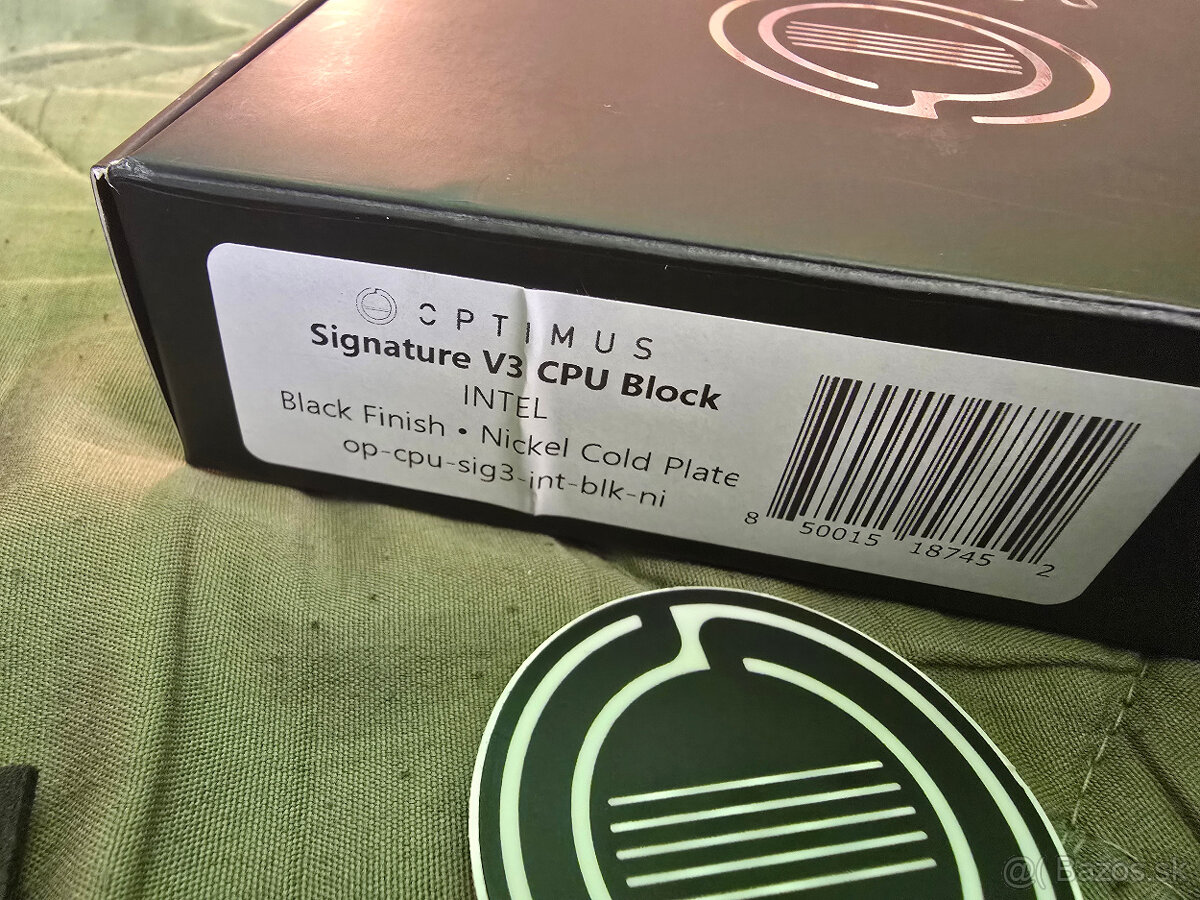 OPTIMUS
Signature V3 CPU Block
INTEL
Black Finish • Nickel Cold Plate
op-cpu-sig3-int-blk-ni
8 50015 18745 2
@( Bazos.sk